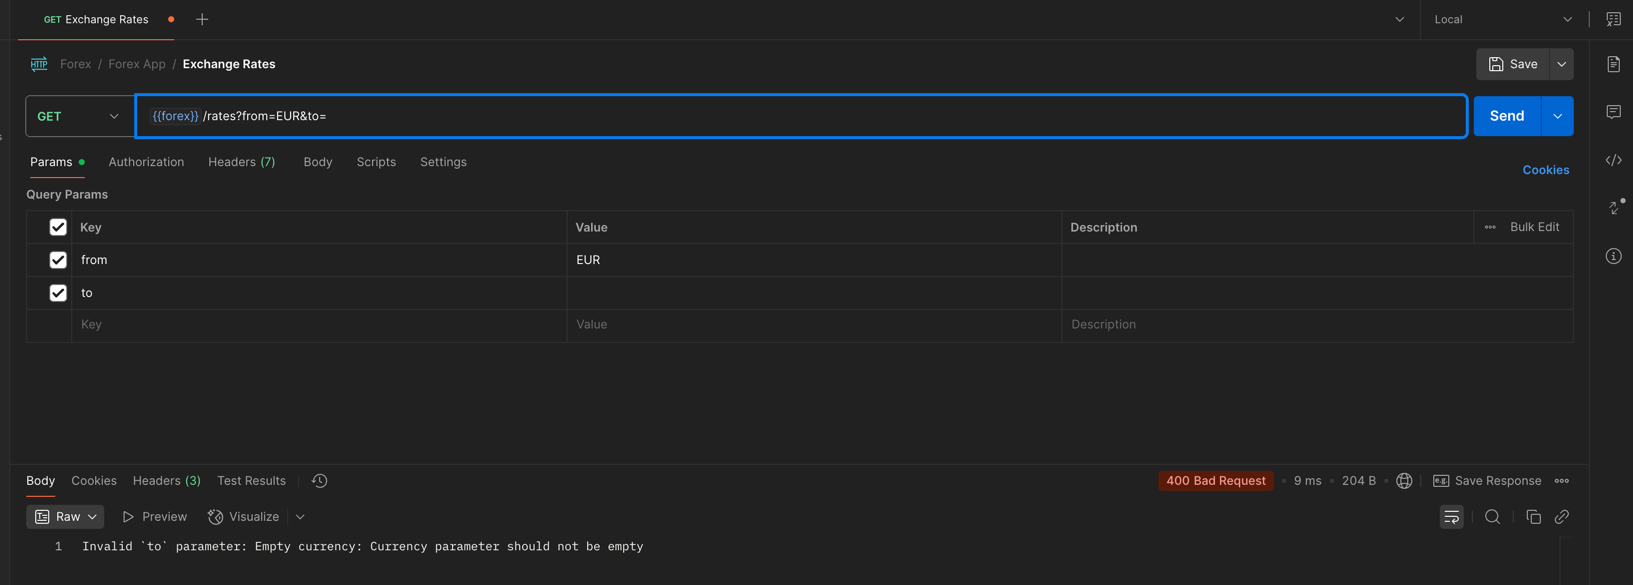 GET Exchange Rates
Local
HTTP Forex / Forex App / Exchange Rates
Save
GET {{forex}} /rates?from=EUR&to= Send
Params Authorization Headers (7) Body Scripts Settings
Cookies
Query Params
Key Value Description Bulk Edit
from EUR
to
Key Value Description
Body Cookies Headers (3) Test Results 400 Bad Request 9 ms 204 B e.g. Save Response
Raw Preview Visualize
1 Invalid `to` parameter: Empty currency: Currency parameter should not be empty